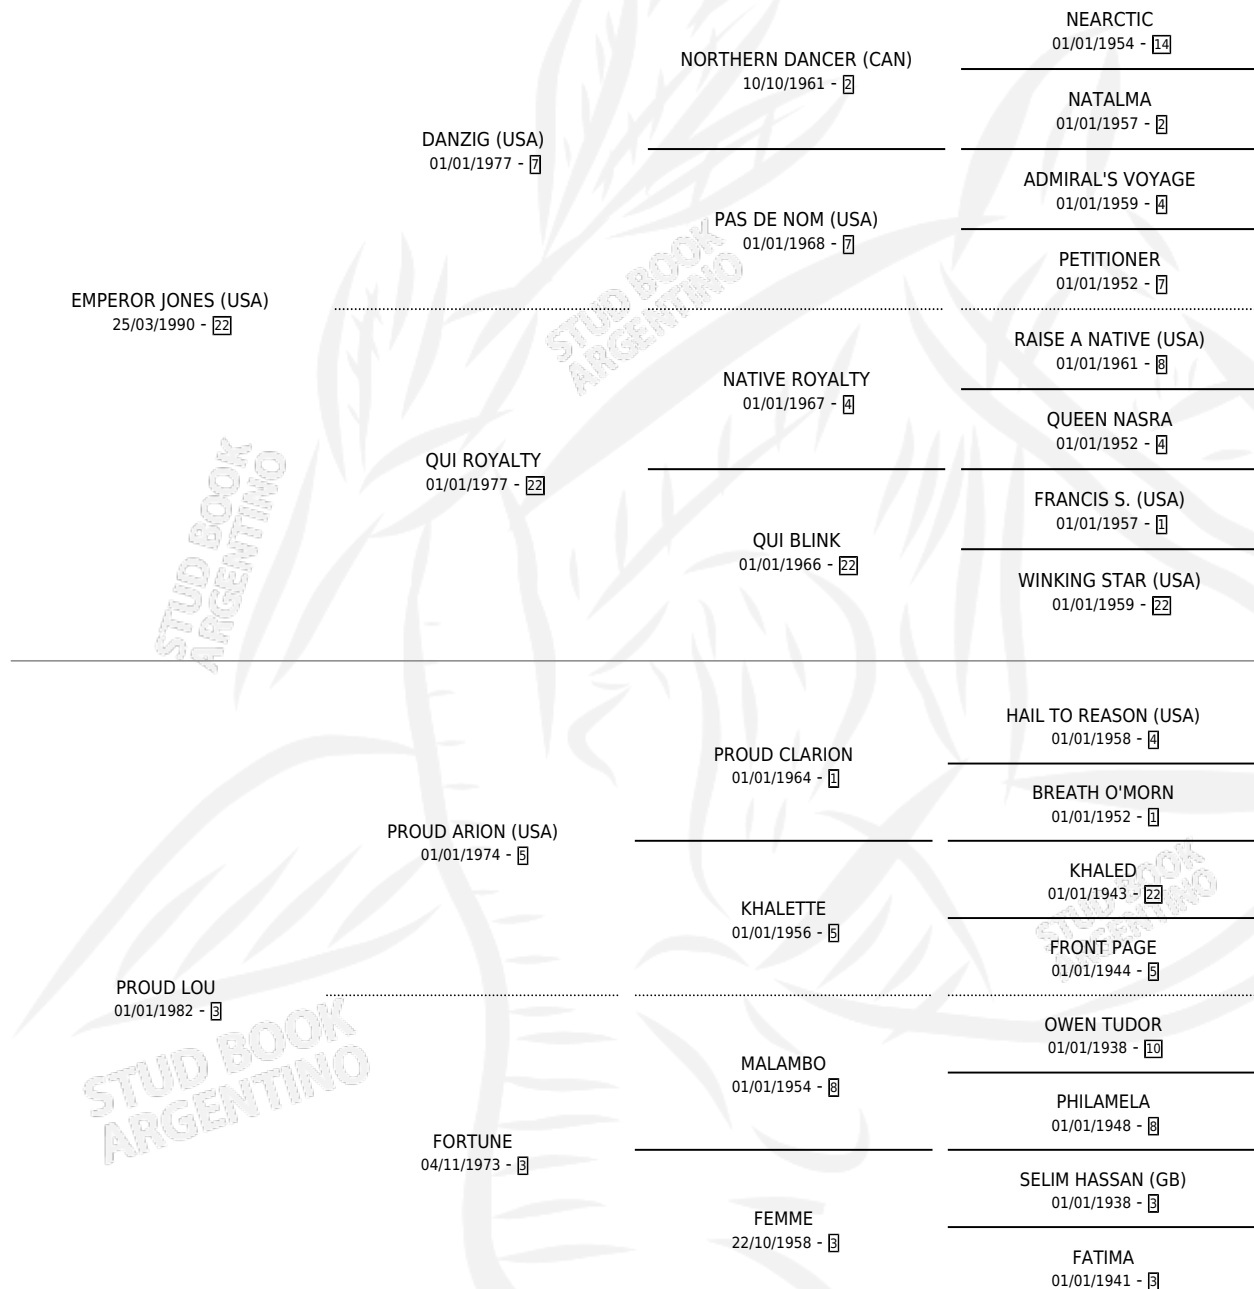 NEARCTIC
01/01/1954 - 14
NORTHERN DANCER (CAN)
10/10/1961 - 2
NATALMA
01/01/1957 - 2
DANZIG (USA)
01/01/1977 - 7
ADMIRAL'S VOYAGE
01/01/1959 - 4
PAS DE NOM (USA)
01/01/1968 - 7
PETITIONER
01/01/1952 - 7
EMPEROR JONES (USA)
25/03/1990 - 22
RAISE A NATIVE (USA)
01/01/1961 - 8
NATIVE ROYALTY
01/01/1967 - 4
QUEEN NASRA
01/01/1952 - 4
QUI ROYALTY
01/01/1977 - 22
FRANCIS S. (USA)
01/01/1957 - 1
QUI BLINK
01/01/1966 - 22
WINKING STAR (USA)
01/01/1959 - 22
HAIL TO REASON (USA)
01/01/1958 - 4
PROUD CLARION
01/01/1964 - 1
BREATH O'MORN
01/01/1952 - 1
PROUD ARION (USA)
01/01/1974 - 5
KHALED
01/01/1943 - 22
KHALETTE
01/01/1956 - 5
FRONT PAGE
01/01/1944 - 5
PROUD LOU
01/01/1982 - 3
OWEN TUDOR
01/01/1938 - 10
MALAMBO
01/01/1954 - 8
PHILAMELA
01/01/1948 - 8
FORTUNE
04/11/1973 - 3
SELIM HASSAN (GB)
01/01/1938 - 3
FEMME
22/10/1958 - 3
FATIMA
01/01/1941 - 3
STUD BOOK
ARGENTINO
STUD BOOK
ARGENTINO
STUD BOOK
ARGENTINO
STUD BOOK
ARGENTINO